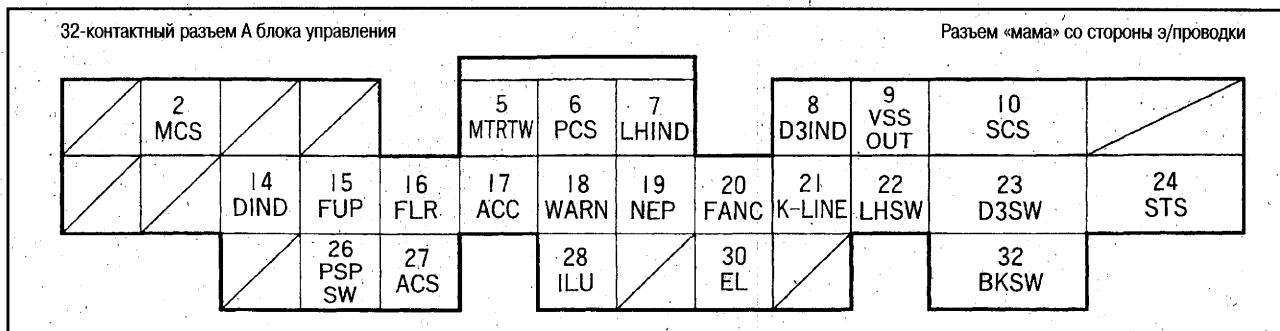 32-контактный разъем А блока управления
Разъем «мама» со стороны э/проводки
2 MCS
5 MTRTW
6 PCS
7 LHIND
8 D3IND
9 VSS OUT
10 SCS
14 DIND
15 FUP
16 FLR
17 ACC
18 WARN
19 NEP
20 FANC
21 K-LINE
22 LHSW
23 D3SW
24 STS
26 PSP SW
27 ACS
28 ILU
30 EL
32 BKSW